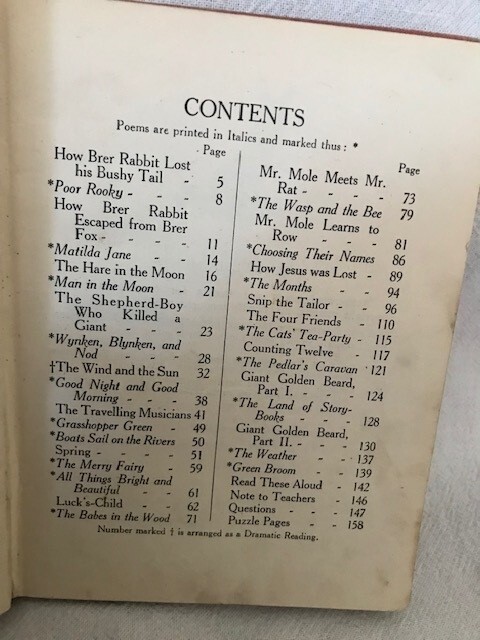 CONTENTS
Poems are printed in Italics and marked thus : *
Page
How Brer Rabbit Lost
his Bushy Tail - 5
*Poor Rooky - - - 8
How Brer Rabbit
Escaped from Brer
Fox - - - - 11
*Matilda Jane - - 14
The Hare in the Moon 16
*Man in the Moon - 21
The Shepherd-Boy
Who Killed a
Giant - - - 23
*Wynken, Blynken, and
Nod - - - 28
†The Wind and the Sun 32
*Good Night and Good
Morning - - - 38
The Travelling Musicians 41
*Grasshopper Green - 49
*Boats Sail on the Rivers 50
Spring - - - - 51
*The Merry Fairy - - 59
*All Things Bright and
Beautiful - - 61
Luck's-Child - - 62
*The Babes in the Wood 71
Page
Mr. Mole Meets Mr.
Rat - - - - 73
*The Wasp and the Bee 79
Mr. Mole Learns to
Row - - - 81
*Choosing Their Names 86
How Jesus was Lost - 89
*The Months - - 94
Snip the Tailor - - 96
The Four Friends - 110
*The Cats' Tea-Party - 115
Counting Twelve - 117
*The Pedlar's Caravan 121
Giant Golden Beard,
Part I. - - - 124
*The Land of Story-
Books - - - 128
Giant Golden Beard,
Part II. - - - 130
*The Weather - - 137
*Green Broom - - 139
Read These Aloud - 142
Note to Teachers - 146
Questions - - - 147
Puzzle Pages - - 158
Number marked † is arranged as a Dramatic Reading.